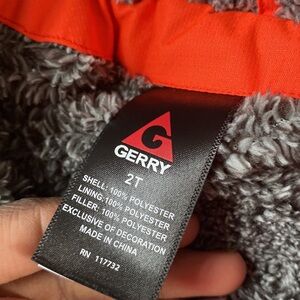 GERRY
2T
SHELL: 100% POLYESTER
LINING: 100% POLYESTER
FILLER: 100% POLYESTER
EXCLUSIVE OF DECORATION
MADE IN CHINA
RN 117732